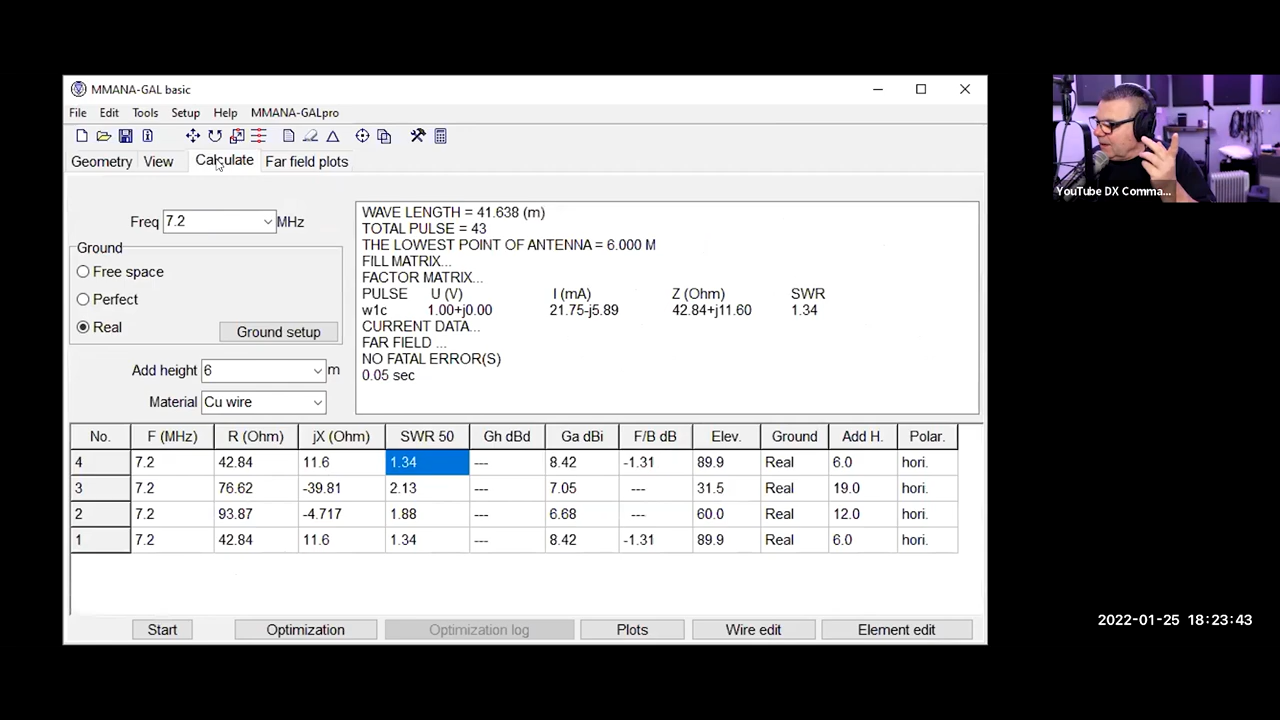 MMANA-GAL basic
File Edit Tools Setup Help MMANA-GALpro
Geometry View Calculate Far field plots
Freq 7.2 MHz
Ground
Free space
Perfect
Real
Ground setup
Add height 6 m
Material Cu wire
WAVE LENGTH = 41.638 (m)
TOTAL PULSE = 43
THE LOWEST POINT OF ANTENNA = 6.000 M
FILL MATRIX...
FACTOR MATRIX...
PULSE U (V) I (mA) Z (Ohm) SWR
w1c 1.00+j0.00 21.75-j5.89 42.84+j11.60 1.34
CURRENT DATA...
FAR FIELD ...
NO FATAL ERROR(S)
0.05 sec
No. F (MHz) R (Ohm) jX (Ohm) SWR 50 Gh dBd Ga dBi F/B dB Elev. Ground Add H. Polar.
4 7.2 42.84 11.6 1.34 --- 8.42 -1.31 89.9 Real 6.0 hori.
3 7.2 76.62 -39.81 2.13 --- 7.05 --- 31.5 Real 19.0 hori.
2 7.2 93.87 -4.717 1.88 --- 6.68 --- 60.0 Real 12.0 hori.
1 7.2 42.84 11.6 1.34 --- 8.42 -1.31 89.9 Real 6.0 hori.
Start Optimization Optimization log Plots Wire edit Element edit
YouTube DX Comma...
2022-01-25 18:23:43